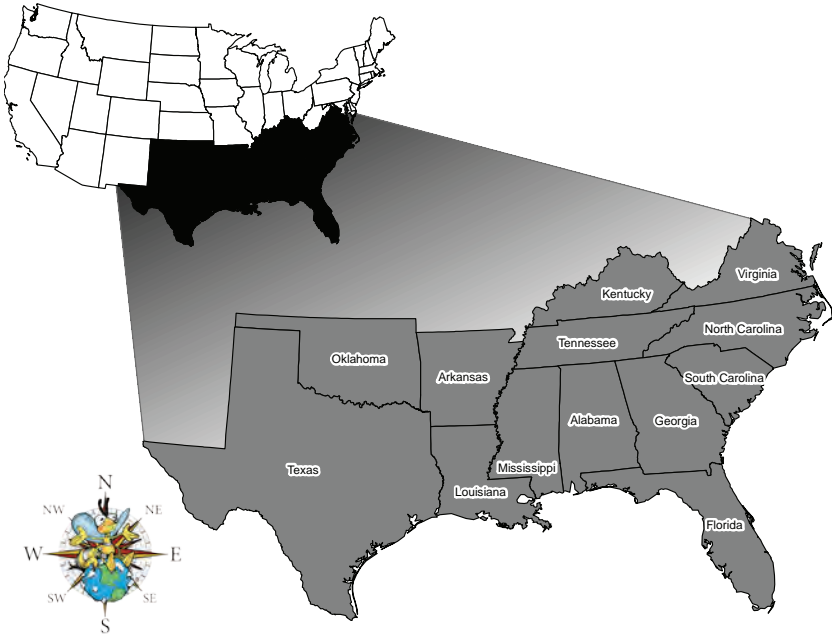 Virginia
Kentucky
North Carolina
Tennessee
Oklahoma
Arkansas
South Carolina
Alabama
Georgia
Texas
Mississippi
Louisiana
Florida
N
NW
NE
W
E
SW
SE
S